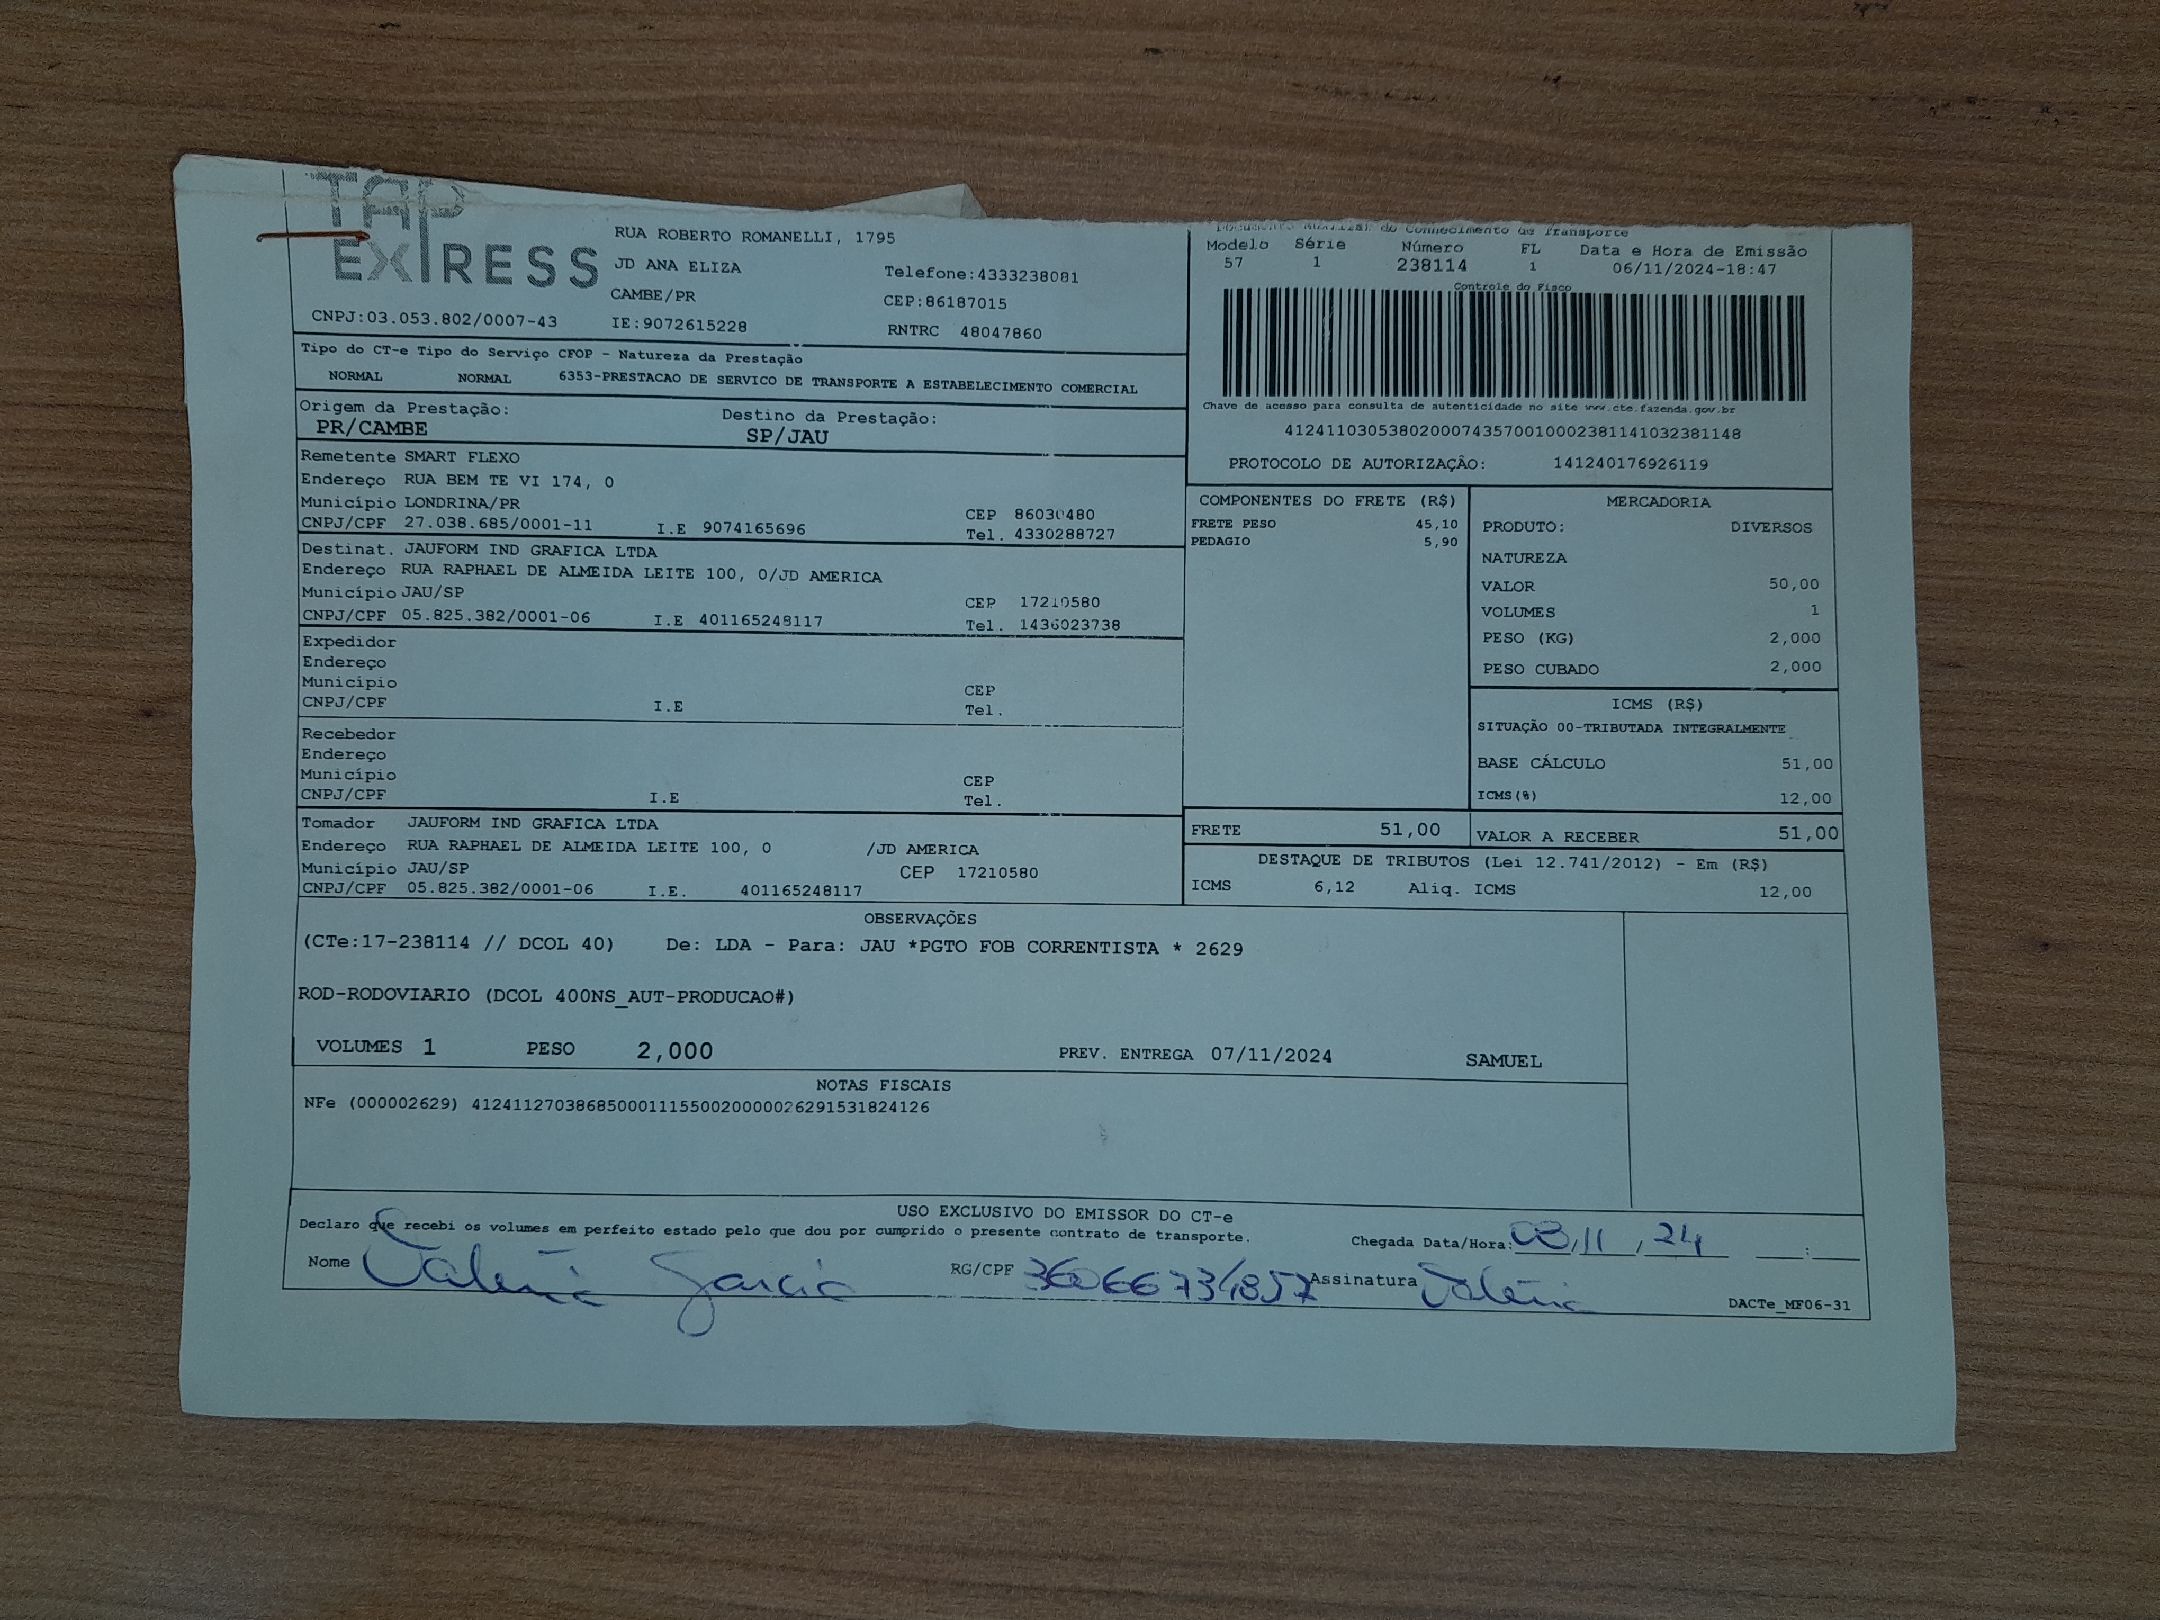 TAP
EXPRESS
RUA ROBERTO ROMANELLI, 1795
JD ANA ELIZA
Telefone:4333238081
CAMBE/PR
CEP:86187015
CNPJ:03.053.802/0007-43
IE:9072615228
RNTRC 48047860
Documento Auxiliar do Conhecimento de Transporte
Modelo Série Número FL Data e Hora de Emissão
57 1 238114 1 06/11/2024-18:47
Controle do Fisco
Chave de acesso para consulta de autenticidade no site www.cte.fazenda.gov.br
41241103053802000743570010002381141032381148
PROTOCOLO DE AUTORIZAÇÃO: 141240176926119
Tipo do CT-e Tipo do Serviço CFOP - Natureza da Prestação
NORMAL NORMAL 6353-PRESTACAO DE SERVICO DE TRANSPORTE A ESTABELECIMENTO COMERCIAL
Origem da Prestação: Destino da Prestação:
PR/CAMBE SP/JAU
Remetente SMART FLEXO
Endereço RUA BEM TE VI 174, 0
Município LONDRINA/PR CEP 86030480
CNPJ/CPF 27.038.685/0001-11 I.E 9074165696 Tel. 4330288727
Destinat. JAUFORM IND GRAFICA LTDA
Endereço RUA RAPHAEL DE ALMEIDA LEITE 100, 0/JD AMERICA
Município JAU/SP CEP 17210580
CNPJ/CPF 05.825.382/0001-06 I.E 401165248117 Tel. 1436023738
Expedidor
Endereço
Município CEP
CNPJ/CPF I.E Tel.
Recebedor
Endereço
Município CEP
CNPJ/CPF I.E Tel.
Tomador JAUFORM IND GRAFICA LTDA
Endereço RUA RAPHAEL DE ALMEIDA LEITE 100, 0 /JD AMERICA
Município JAU/SP CEP 17210580
CNPJ/CPF 05.825.382/0001-06 I.E. 401165248117
COMPONENTES DO FRETE (R$)
FRETE PESO 45,10
PEDAGIO 5,90
MERCADORIA
PRODUTO: DIVERSOS
NATUREZA
VALOR 50,00
VOLUMES 1
PESO (KG) 2,000
PESO CUBADO 2,000
ICMS (R$)
SITUAÇÃO 00-TRIBUTADA INTEGRALMENTE
BASE CÁLCULO 51,00
ICMS(%) 12,00
FRETE 51,00 VALOR A RECEBER 51,00
DESTAQUE DE TRIBUTOS (Lei 12.741/2012) - Em (R$)
ICMS 6,12 Aliq. ICMS 12,00
OBSERVAÇÕES
(CTe:17-238114 // DCOL 40) De: LDA - Para: JAU *PGTO FOB CORRENTISTA * 2629
ROD-RODOVIARIO (DCOL 400NS_AUT-PRODUCAO#)
VOLUMES 1 PESO 2,000 PREV. ENTREGA 07/11/2024 SAMUEL
NOTAS FISCAIS
NFe (000002629) 41241127038685000111550020000026291531824126
USO EXCLUSIVO DO EMISSOR DO CT-e
Declaro que recebi os volumes em perfeito estado pelo que dou por cumprido o presente contrato de transporte.
Chegada Data/Hora: 08,11,24 :
Nome Valéria Garcia RG/CPF 36066734857 Assinatura Valéria
DACTe_MF06-31